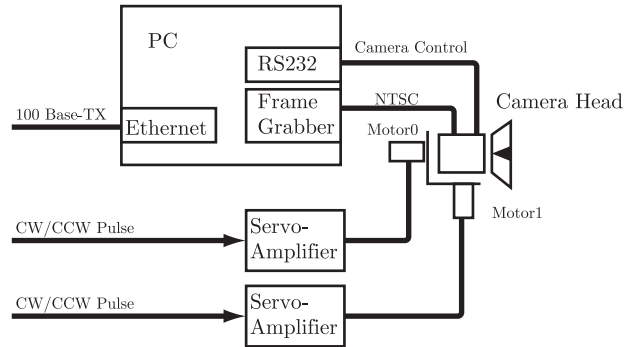 PC
Camera Control
RS232
NTSC
Camera Head
Frame
Grabber
100 Base-TX
Ethernet
Motor0
Motor1
CW/CCW Pulse
Servo-
Amplifier
CW/CCW Pulse
Servo-
Amplifier